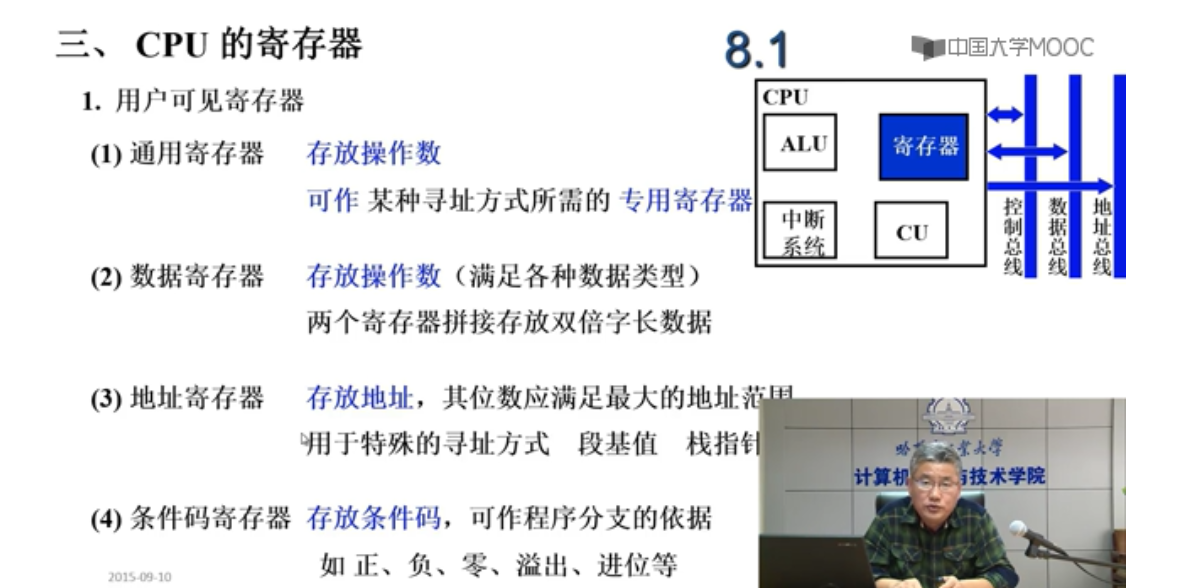 三、 CPU 的寄存器
8.1
中国大学MOOC
1. 用户可见寄存器
(1) 通用寄存器 存放操作数
可作 某种寻址方式所需的 专用寄存器
(2) 数据寄存器 存放操作数（满足各种数据类型）
两个寄存器拼接存放双倍字长数据
(3) 地址寄存器 存放地址，其位数应满足最大的地址范围
用于特殊的寻址方式 段基值 栈指针
(4) 条件码寄存器 存放条件码，可作程序分支的依据
如 正、负、零、溢出、进位等
2015-09-10
CPU
ALU
寄存器
中断
系统
CU
控制总线
数据总线
地址总线
业大学
计算机 与技术学院